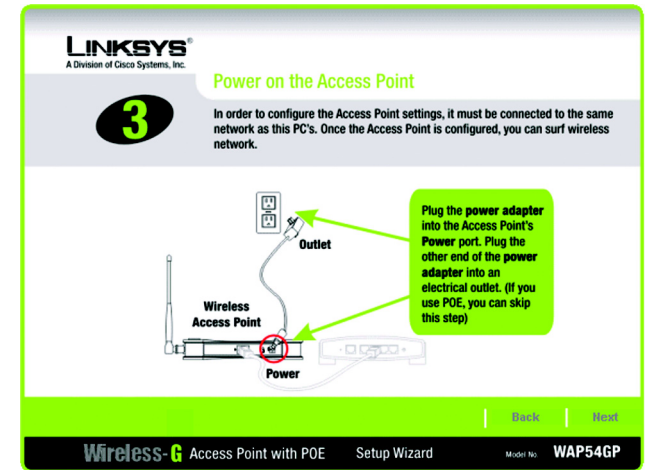 LINKSYS®
A Division of Cisco Systems, Inc.
Power on the Access Point
3
In order to configure the Access Point settings, it must be connected to the same
network as this PC's. Once the Access Point is configured, you can surf wireless
network.
Outlet
Wireless
Access Point
Power
Plug the power adapter
into the Access Point's
Power port. Plug the
other end of the power
adapter into an
electrical outlet. (If you
use POE, you can skip
this step)
Back
Next
Wireless-G Access Point with POE
Setup Wizard
Model No. WAP54GP